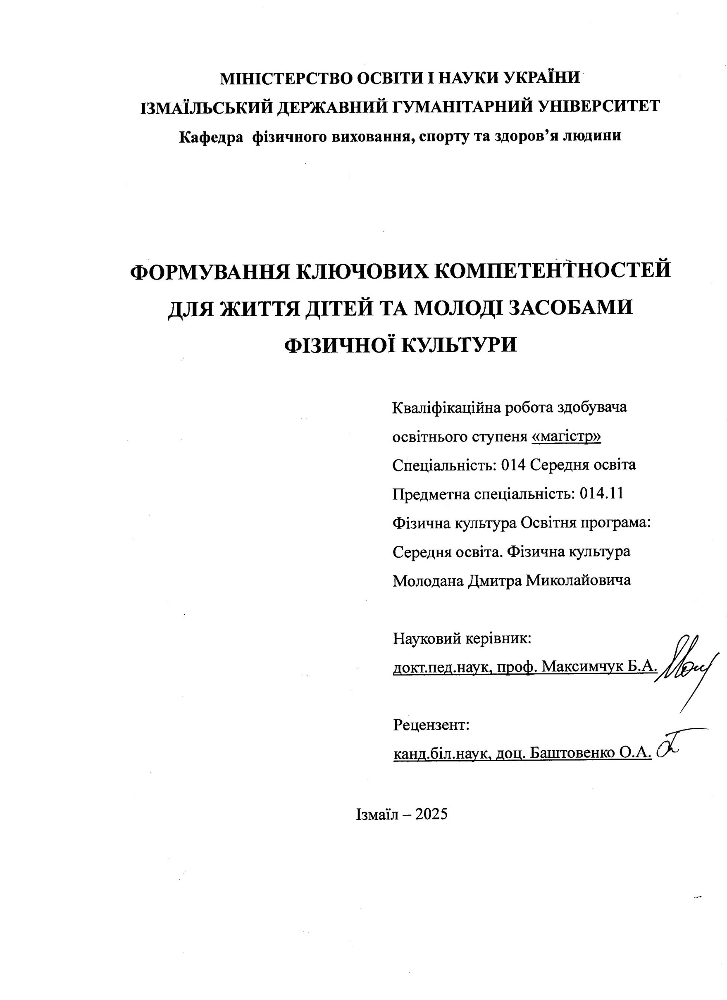 МІНІСТЕРСТВО ОСВІТИ І НАУКИ УКРАЇНИ
ІЗМАЇЛЬСЬКИЙ ДЕРЖАВНИЙ ГУМАНІТАРНИЙ УНІВЕРСИТЕТ
Кафедра фізичного виховання, спорту та здоров’я людини
ФОРМУВАННЯ КЛЮЧОВИХ КОМПЕТЕНТНОСТЕЙ
ДЛЯ ЖИТТЯ ДІТЕЙ ТА МОЛОДІ ЗАСОБАМИ
ФІЗИЧНОЇ КУЛЬТУРИ
Кваліфікаційна робота здобувача
освітнього ступеня «магістр»
Спеціальність: 014 Середня освіта
Предметна спеціальність: 014.11
Фізична культура Освітня програма:
Середня освіта. Фізична культура
Молодана Дмитра Миколайовича
Науковий керівник:
докт.пед.наук, проф. Максимчук Б.А.
Рецензент:
канд.біл.наук, доц. Баштовенко О.А.
Ізмаїл – 2025